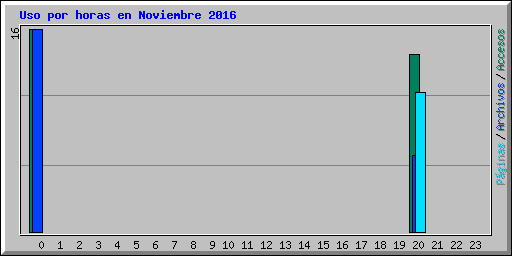 Uso por horas en Noviembre 2016
16
Páginas / Archivos / Accesos
0 1 2 3 4 5 6 7 8 9 10 11 12 13 14 15 16 17 18 19 20 21 22 23